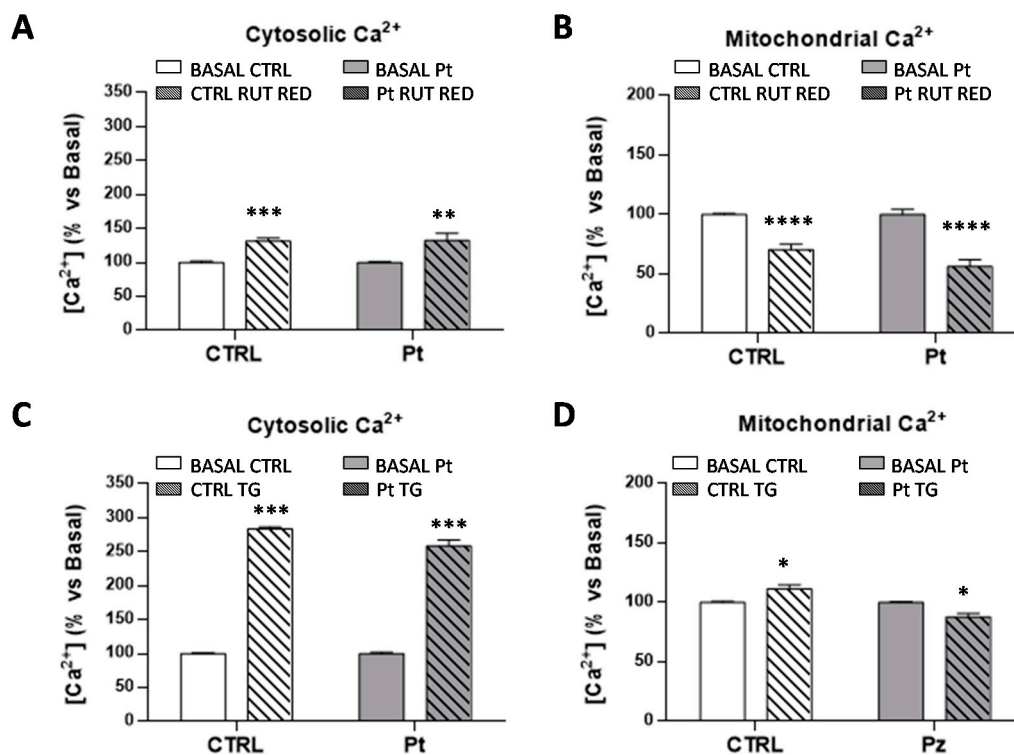 A
Cytosolic Ca²⁺
BASAL CTRL BASAL Pt
CTRL RUT RED Pt RUT RED
[Ca²⁺] (% vs Basal)
350
300
250
200
150
100
50
0
*** **
CTRL Pt
B
Mitochondrial Ca²⁺
BASAL CTRL BASAL Pt
CTRL RUT RED Pt RUT RED
[Ca²⁺] (% vs Basal)
200
150
100
50
0
**** ****
CTRL Pt
C
Cytosolic Ca²⁺
BASAL CTRL BASAL Pt
CTRL TG Pt TG
[Ca²⁺] (% vs Basal)
350
300
250
200
150
100
50
0
*** ***
CTRL Pt
D
Mitochondrial Ca²⁺
BASAL CTRL BASAL Pt
CTRL TG Pt TG
[Ca²⁺] (% vs Basal)
200
150
100
50
0
* *
CTRL Pz